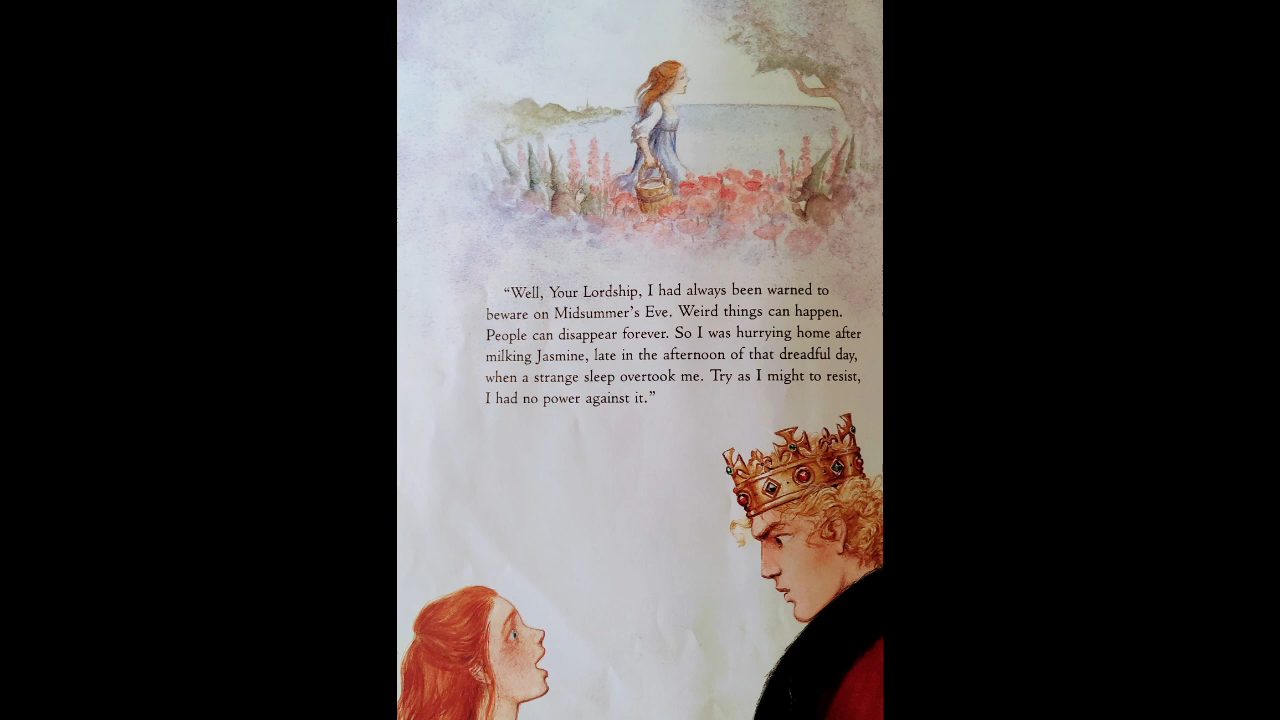 “Well, Your Lordship, I had always been warned to
beware on Midsummer’s Eve. Weird things can happen.
People can disappear forever. So I was hurrying home after
milking Jasmine, late in the afternoon of that dreadful day,
when a strange sleep overtook me. Try as I might to resist,
I had no power against it.”